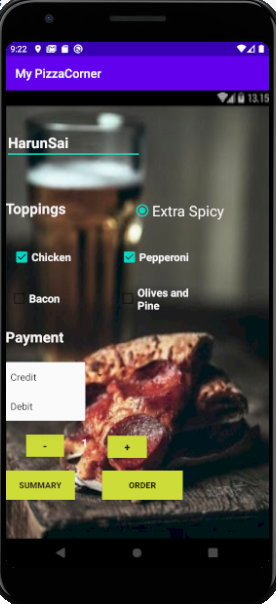 9:22
My PizzaCorner
13.15
HarunSai
Toppings
Extra Spicy
Chicken
Pepperoni
Bacon
Olives and
Pine
Payment
Credit
Debit
-
1
+
SUMMARY
ORDER